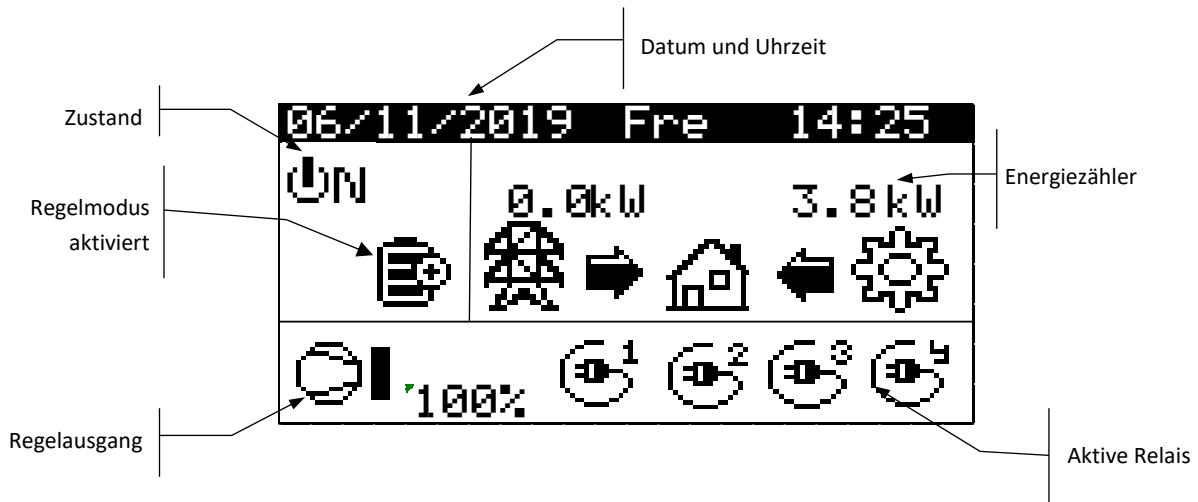 Datum und Uhrzeit
Zustand
06/11/2019 Fre 14:25
ON
Energiezähler
0.0kW 3.8kW
Regelmodus
aktiviert
1 2 3 4
100%
Regelausgang
Aktive Relais